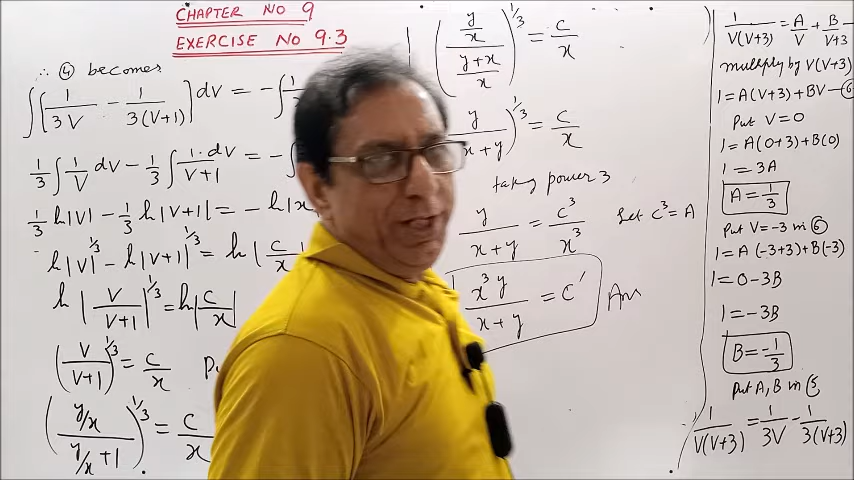 CHAPTER NO 9
EXERCISE NO 9.3
∴ ④ becomes
∫[1/3V − 1/3(V+1)] dV = −∫1
1/3 ∫ 1/V dV − 1/3 ∫ 1·dV/V+1 = −∫
1/3 ln|V| − 1/3 ln|V+1| = − ln|x
ln|V|^1/3 − ln|V+1|^1/3 = ln|c/x
ln|V/V+1|^1/3 = ln|c/x|
(V/V+1)^1/3 = c/x
((y/x)/(y/x+1))^1/3 = c/x
((y/x)/((y+x)/x))^1/3 = c/x
y/x+y)^1/3 = c/x
taking power 3
y/x+y = c³/x³ Let c³ = A
x³y/x+y = C′ Ans
1/V(V+3) = A/V + B/V+3
multiply by V(V+3)
1 = A(V+3) + BV — ⑥
Put V=0
1 = A(0+3) + B(0)
1 = 3A
A = 1/3
Put V=−3 in ⑥
1 = A(−3+3) + B(−3)
1 = 0 − 3B
1 = −3B
B = −1/3
Put A, B in ⑤
1/V(V+3) = 1/3V − 1/3(V+3)